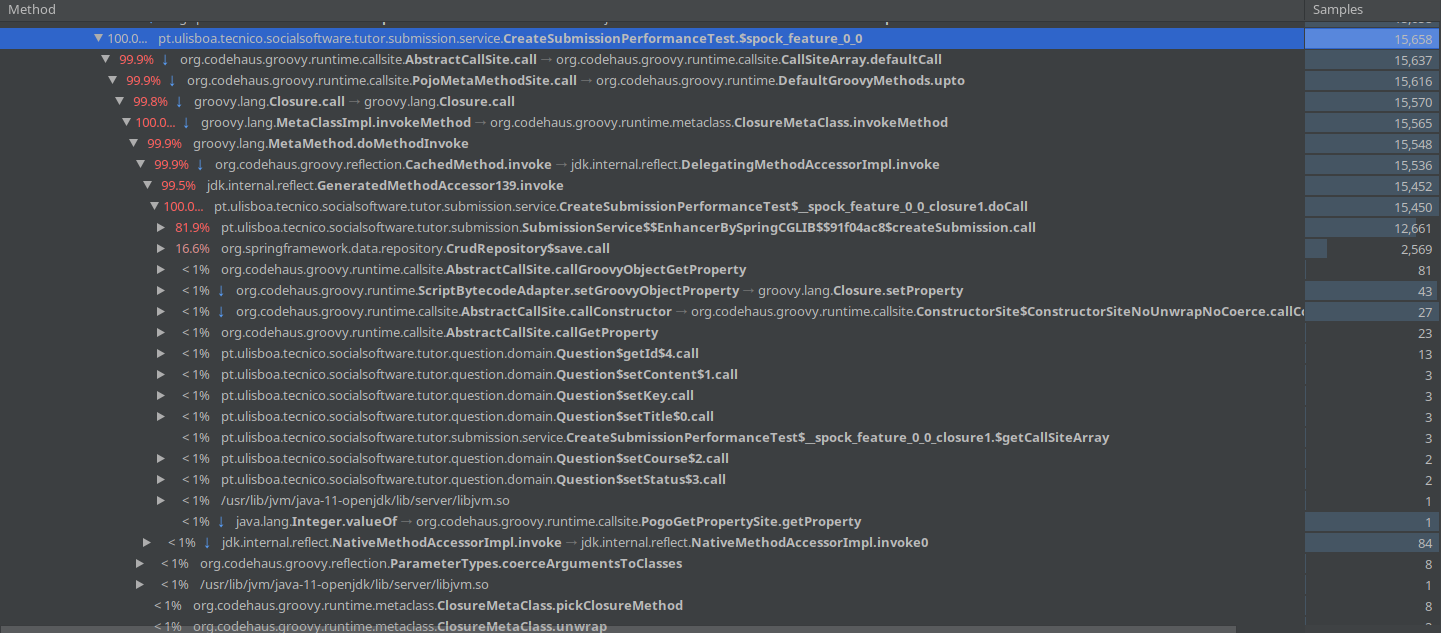 Method Samples
100.0... pt.ulisboa.tecnico.socialsoftware.tutor.submission.service.CreateSubmissionPerformanceTest.$spock_feature_0_0 15,658
99.9% ↓ org.codehaus.groovy.runtime.callsite.AbstractCallSite.call → org.codehaus.groovy.runtime.callsite.CallSiteArray.defaultCall 15,637
99.9% ↓ org.codehaus.groovy.runtime.callsite.PojoMetaMethodSite.call → org.codehaus.groovy.runtime.DefaultGroovyMethods.upto 15,616
99.8% ↓ groovy.lang.Closure.call → groovy.lang.Closure.call 15,570
100.0... ↓ groovy.lang.MetaClassImpl.invokeMethod → org.codehaus.groovy.runtime.metaclass.ClosureMetaClass.invokeMethod 15,565
99.9% groovy.lang.MetaMethod.doMethodInvoke 15,548
99.9% ↓ org.codehaus.groovy.reflection.CachedMethod.invoke → jdk.internal.reflect.DelegatingMethodAccessorImpl.invoke 15,536
99.5% jdk.internal.reflect.GeneratedMethodAccessor139.invoke 15,452
100.0... pt.ulisboa.tecnico.socialsoftware.tutor.submission.service.CreateSubmissionPerformanceTest$__spock_feature_0_0_closure1.doCall 15,450
81.9% pt.ulisboa.tecnico.socialsoftware.tutor.submission.SubmissionService$$EnhancerBySpringCGLIB$$91f04ac8$createSubmission.call 12,661
16.6% org.springframework.data.repository.CrudRepository$save.call 2,569
< 1% org.codehaus.groovy.runtime.callsite.AbstractCallSite.callGroovyObjectGetProperty 81
< 1% ↓ org.codehaus.groovy.runtime.ScriptBytecodeAdapter.setGroovyObjectProperty → groovy.lang.Closure.setProperty 43
< 1% ↓ org.codehaus.groovy.runtime.callsite.AbstractCallSite.callConstructor → org.codehaus.groovy.runtime.callsite.ConstructorSite$ConstructorSiteNoUnwrapNoCoerce.callCo 27
< 1% org.codehaus.groovy.runtime.callsite.AbstractCallSite.callGetProperty 23
< 1% pt.ulisboa.tecnico.socialsoftware.tutor.question.domain.Question$getId$4.call 13
< 1% pt.ulisboa.tecnico.socialsoftware.tutor.question.domain.Question$setContent$1.call 3
< 1% pt.ulisboa.tecnico.socialsoftware.tutor.question.domain.Question$setKey.call 3
< 1% pt.ulisboa.tecnico.socialsoftware.tutor.question.domain.Question$setTitle$0.call 3
< 1% pt.ulisboa.tecnico.socialsoftware.tutor.submission.service.CreateSubmissionPerformanceTest$__spock_feature_0_0_closure1.$getCallSiteArray 3
< 1% pt.ulisboa.tecnico.socialsoftware.tutor.question.domain.Question$setCourse$2.call 2
< 1% pt.ulisboa.tecnico.socialsoftware.tutor.question.domain.Question$setStatus$3.call 2
< 1% /usr/lib/jvm/java-11-openjdk/lib/server/libjvm.so 1
< 1% ↓ java.lang.Integer.valueOf → org.codehaus.groovy.runtime.callsite.PogoGetPropertySite.getProperty 1
< 1% ↓ jdk.internal.reflect.NativeMethodAccessorImpl.invoke → jdk.internal.reflect.NativeMethodAccessorImpl.invoke0 84
< 1% org.codehaus.groovy.reflection.ParameterTypes.coerceArgumentsToClasses 8
< 1% /usr/lib/jvm/java-11-openjdk/lib/server/libjvm.so 1
< 1% org.codehaus.groovy.runtime.metaclass.ClosureMetaClass.pickClosureMethod 8
< 1% org.codehaus.groovy.runtime.metaclass.ClosureMetaClass.unwrap